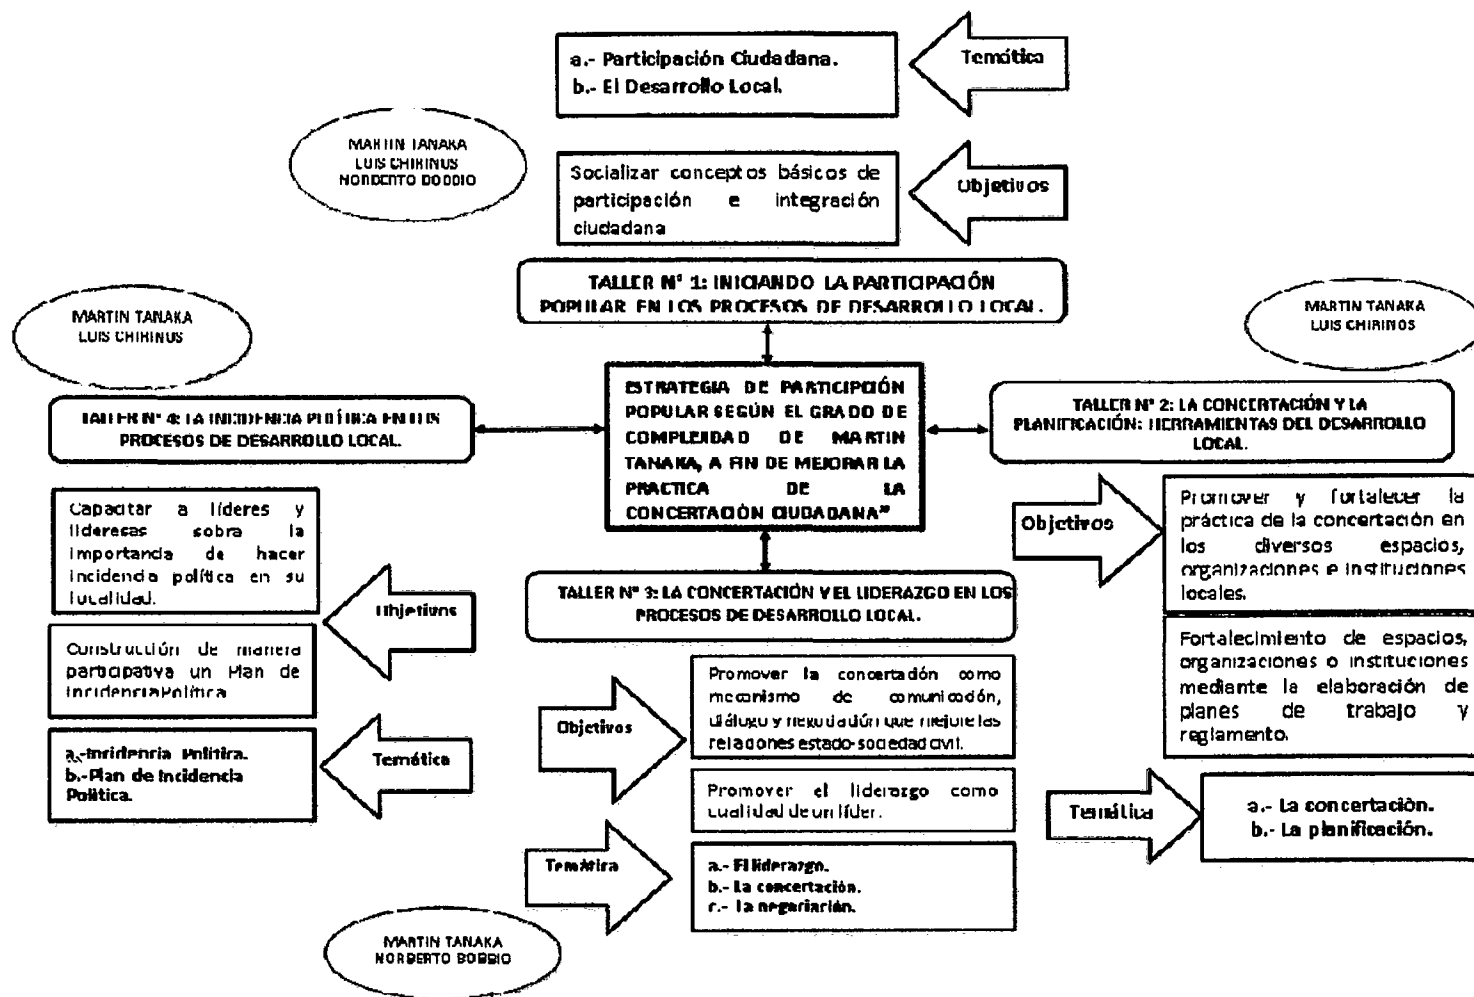 a.- Participación Ciudadana.
b.- El Desarrollo Local.
Temática
MARTIN TANAKA
LUIS CHIRINUS
NORBERTO BOBBIO
Socializar conceptos básicos de
participación e integración
ciudadana
Objetivos
TALLER N° 1: INICIANDO LA PARTICIPACIÓN
POPULAR EN LOS PROCESOS DE DESARROLLO LOCAL.
MARTIN TANAKA
LUIS CHIRINUS
MARTIN TANAKA
LUIS CHIRINOS
ESTRATEGIA DE PARTICIPCIÓN
POPULAR SEGÚN EL GRADO DE
COMPLEJIDAD DE MARTIN
TANAKA, A FIN DE MEJORAR LA
PRACTICA DE LA
CONCERTACIÓN CIUDADANA"
TALLER N° 4: LA INCIDENCIA POLÍTICA EN LOS
PROCESOS DE DESARROLLO LOCAL.
TALLER N° 2: LA CONCERTACIÓN Y LA
PLANIFICACIÓN: HERRAMIENTAS DEL DESARROLLO
LOCAL.
Capacitar a líderes y
lideresas sobra la
importancia de hacer
incidencia política en su
localidad.
Objetivos
Construcción de manera
participativa un Plan de
Incidencia Política
a.-Incidencia Política.
b.-Plan de Incidencia
Política.
Temática
Objetivos
Promover y fortalecer la
práctica de la concertación en
los diversos espacios,
organizaciones e instituciones
locales.
Fortalecimiento de espacios,
organizaciones o instituciones
mediante la elaboración de
planes de trabajo y
reglamento.
Temática
a.- La concertación.
b.- La planificación.
TALLER N° 3: LA CONCERTACIÓN Y EL LIDERAZGO EN LOS
PROCESOS DE DESARROLLO LOCAL.
Objetivos
Promover la concertación como
mecanismo de comunicación,
diálogo y negociación que mejore las
relaciones estado-sociedad civil.
Promover el liderazgo como
cualidad de un líder.
Temática
a.- El liderazgo.
b.- La concertación.
c.- La negociación.
MARTIN TANAKA
NORBERTO BOBBIO